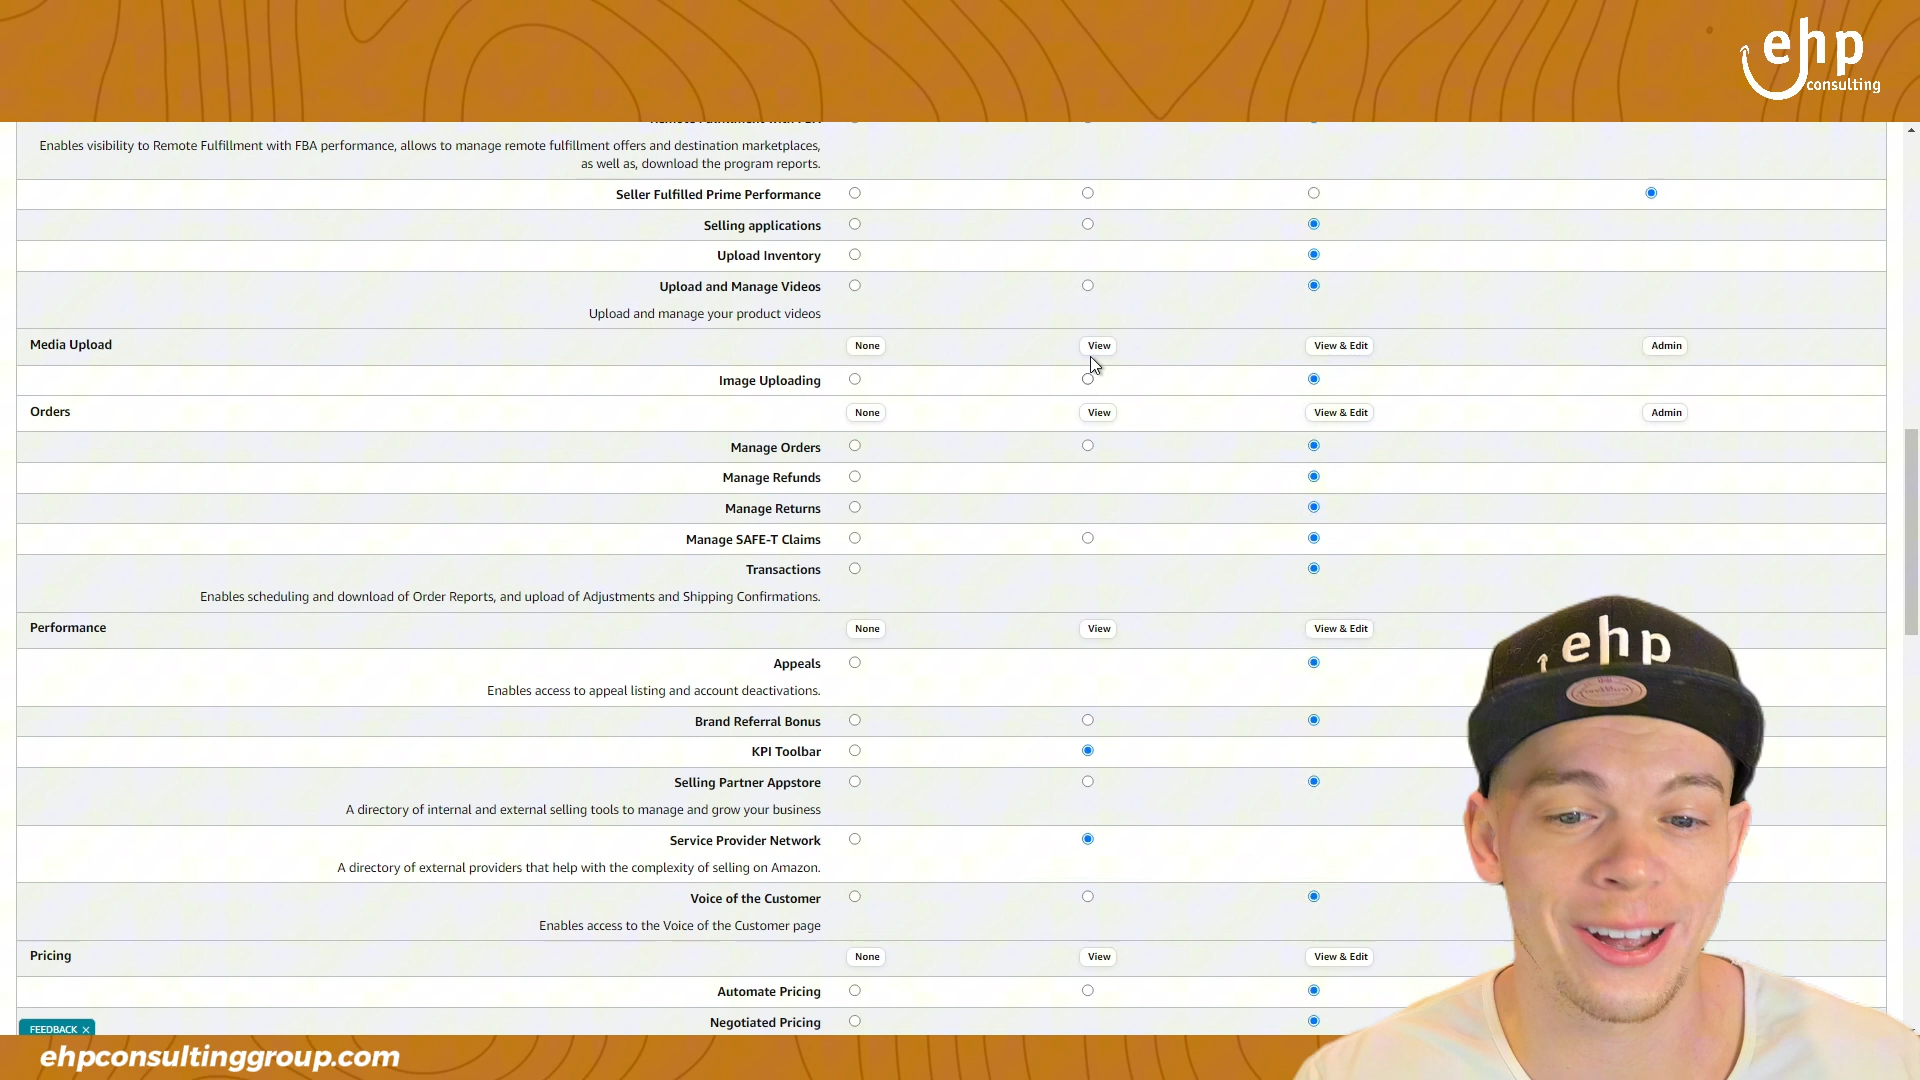 ehp
consulting
Enables visibility to Remote Fulfillment with FBA performance, allows to manage remote fulfillment offers and destination marketplaces,
as well as, download the program reports.
Seller Fulfilled Prime Performance
Selling applications
Upload Inventory
Upload and Manage Videos
Upload and manage your product videos
Media Upload None View View & Edit Admin
Image Uploading
Orders None View View & Edit Admin
Manage Orders
Manage Refunds
Manage Returns
Manage SAFE-T Claims
Transactions
Enables scheduling and download of Order Reports, and upload of Adjustments and Shipping Confirmations.
Performance None View View & Edit
Appeals
Enables access to appeal listing and account deactivations.
Brand Referral Bonus
KPI Toolbar
Selling Partner Appstore
A directory of internal and external selling tools to manage and grow your business
Service Provider Network
A directory of external providers that help with the complexity of selling on Amazon.
Voice of the Customer
Enables access to the Voice of the Customer page
Pricing None View View & Edit
Automate Pricing
Negotiated Pricing
FEEDBACK
ehp
ehpconsultinggroup.com